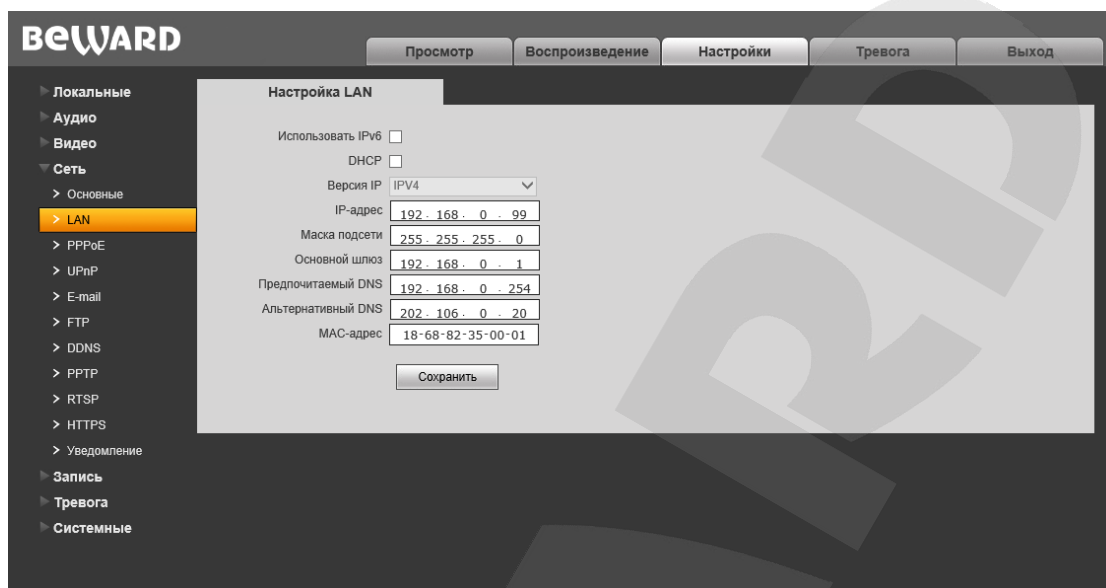 BEWARD
Просмотр Воспроизведение Настройки Тревога Выход
Локальные
Аудио
Видео
Сеть
Основные
LAN
PPPoE
UPnP
E-mail
FTP
DDNS
PPTP
RTSP
HTTPS
Уведомление
Запись
Тревога
Системные
Настройка LAN
Использовать IPv6
DHCP
Версия IP IPV4
IP-адрес 192 . 168 . 0 . 99
Маска подсети 255 . 255 . 255 . 0
Основной шлюз 192 . 168 . 0 . 1
Предпочитаемый DNS 192 . 168 . 0 . 254
Альтернативный DNS 202 . 106 . 0 . 20
МАС-адрес 18-68-82-35-00-01
Сохранить